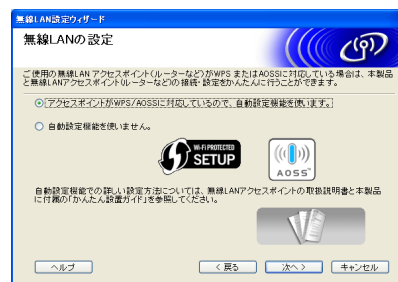 無線LAN設定ウィザード
無線LANの設定
ご使用の無線LAN アクセスポイント(ルーターなど)が WPS またはAOSSに対応している場合は、本製品
と無線LANアクセスポイント(ルーターなど)の接続・設定をかんたんに行うことができます。
アクセスポイントがWPS/AOSSに対応しているので、自動設定機能を使います。
自動設定機能を使いません。
WI-FI PROTECTED
SETUP
AOSS
自動設定機能での詳しい設定方法については、無線LANアクセスポイントの取扱説明書と本製品
に付属の「かんたん設置ガイド」を参照してください。
ヘルプ
< 戻る
次へ >
キャンセル